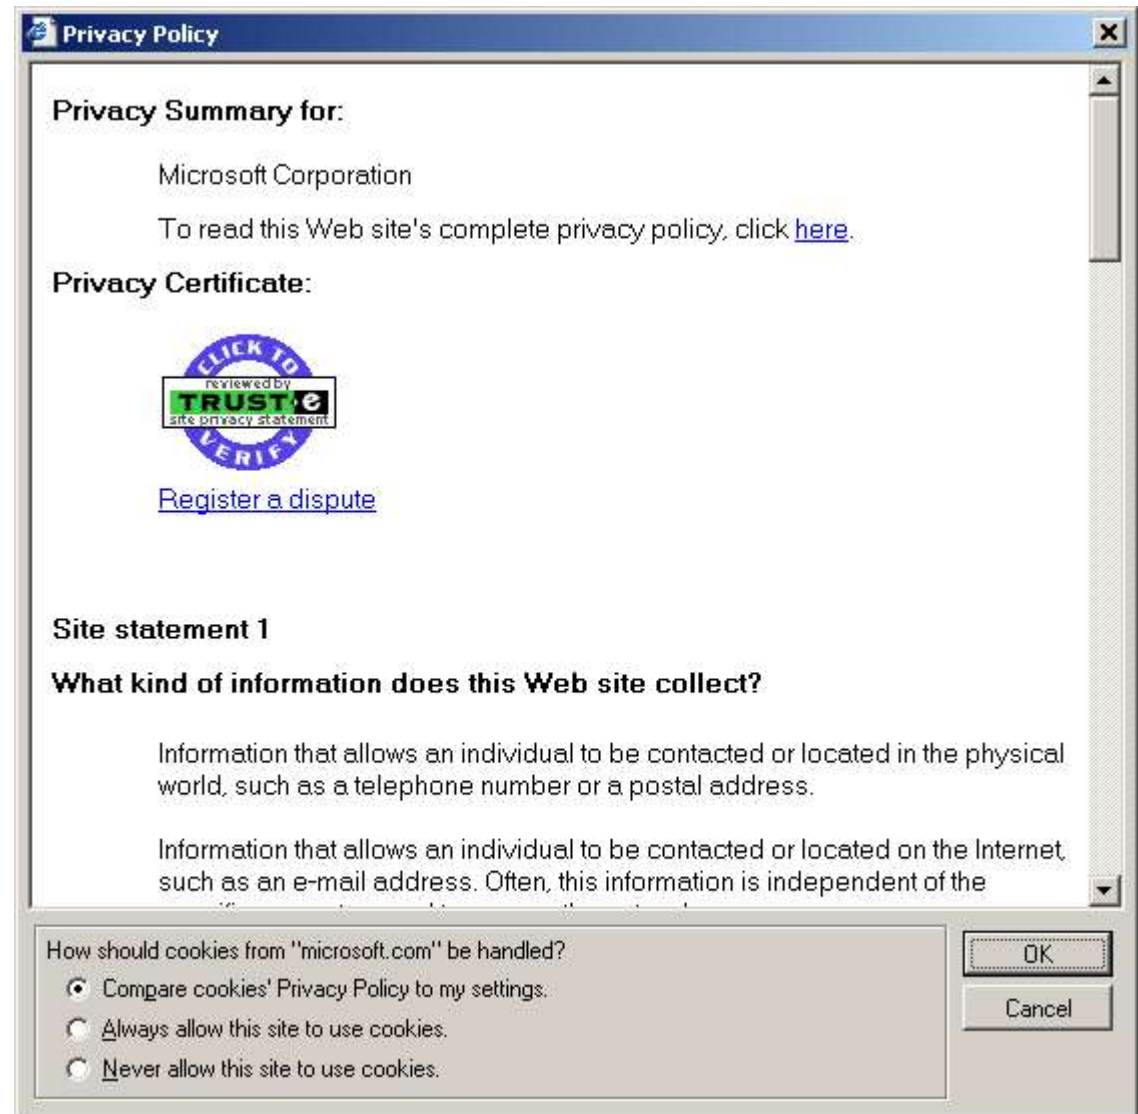 Privacy Policy
Privacy Summary for:
Microsoft Corporation
To read this Web site's complete privacy policy, click here.
Privacy Certificate:
CLICK TO
reviewed by
TRUST e
site privacy statement
VERIFY
Register a dispute
Site statement 1
What kind of information does this Web site collect?
Information that allows an individual to be contacted or located in the physical
world, such as a telephone number or a postal address.
Information that allows an individual to be contacted or located on the Internet,
such as an e-mail address. Often, this information is independent of the
How should cookies from "microsoft.com" be handled?
Compare cookies' Privacy Policy to my settings.
Always allow this site to use cookies.
Never allow this site to use cookies.
OK
Cancel